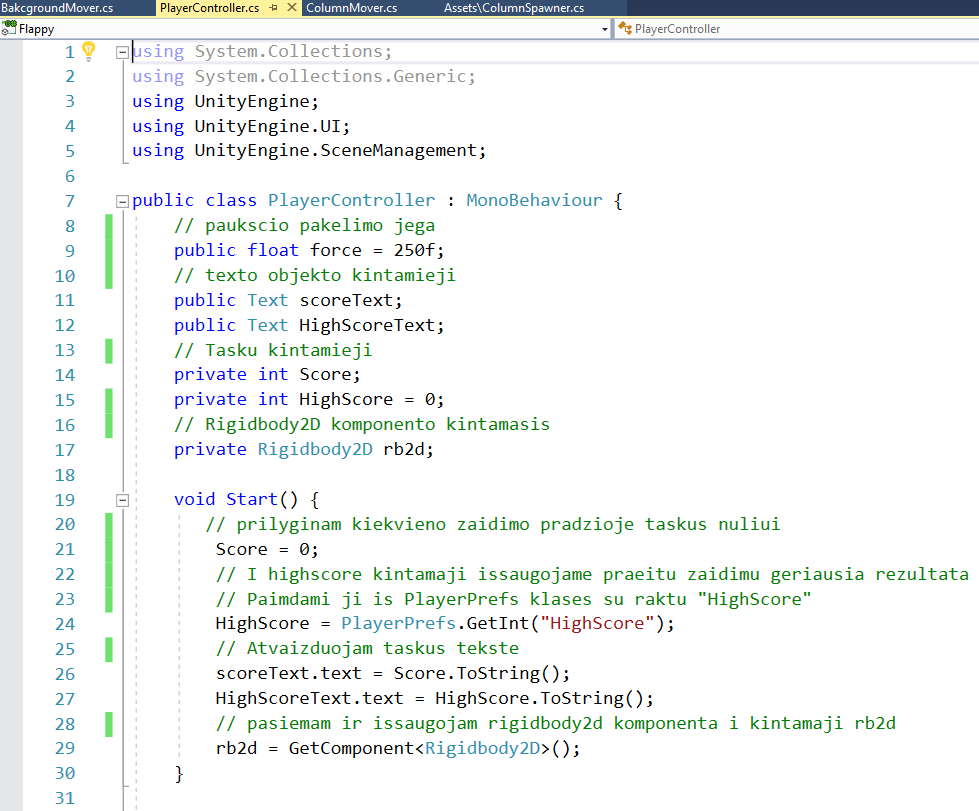 BakcgroundMover.cs PlayerController.cs ColumnMover.cs Assets\ColumnSpawner.cs
Flappy PlayerController
1 using System.Collections;
2 using System.Collections.Generic;
3 using UnityEngine;
4 using UnityEngine.UI;
5 using UnityEngine.SceneManagement;
6
7 public class PlayerController : MonoBehaviour {
8 // paukscio pakelimo jega
9 public float force = 250f;
10 // texto objekto kintamieji
11 public Text scoreText;
12 public Text HighScoreText;
13 // Tasku kintamieji
14 private int Score;
15 private int HighScore = 0;
16 // Rigidbody2D komponento kintamasis
17 private Rigidbody2D rb2d;
18
19 void Start() {
20 // prilyginam kiekvieno zaidimo pradzioje taskus nuliui
21 Score = 0;
22 // I highscore kintamaji issaugojame praeitu zaidimu geriausia rezultata
23 // Paimdami ji is PlayerPrefs klases su raktu "HighScore"
24 HighScore = PlayerPrefs.GetInt("HighScore");
25 // Atvaizduojam taskus tekste
26 scoreText.text = Score.ToString();
27 HighScoreText.text = HighScore.ToString();
28 // pasiemam ir issaugojam rigidbody2d komponenta i kintamaji rb2d
29 rb2d = GetComponent<Rigidbody2D>();
30 }
31